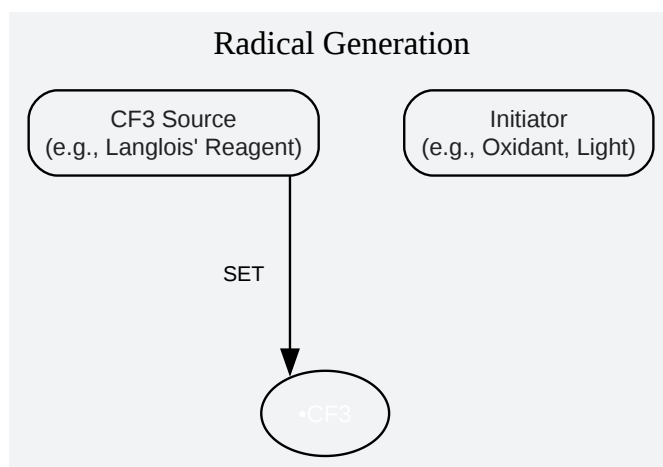 Radical Generation
CF3 Source
(e.g., Langlois' Reagent)
Initiator
(e.g., Oxidant, Light)
SET
•CF3